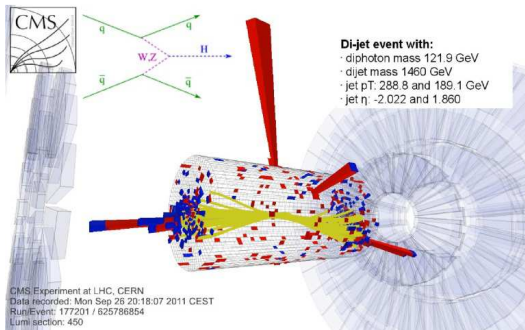 CMS
q
q
W,Z
H
q̅
q̅
Di-jet event with:
· diphoton mass 121.9 GeV
· dijet mass 1460 GeV
· jet pT: 288.8 and 189.1 GeV
· jet η: -2.022 and 1.860
CMS Experiment at LHC, CERN
Data recorded: Mon Sep 26 20:18:07 2011 CEST
Run/Event: 177201 / 625786854
Lumi section: 450